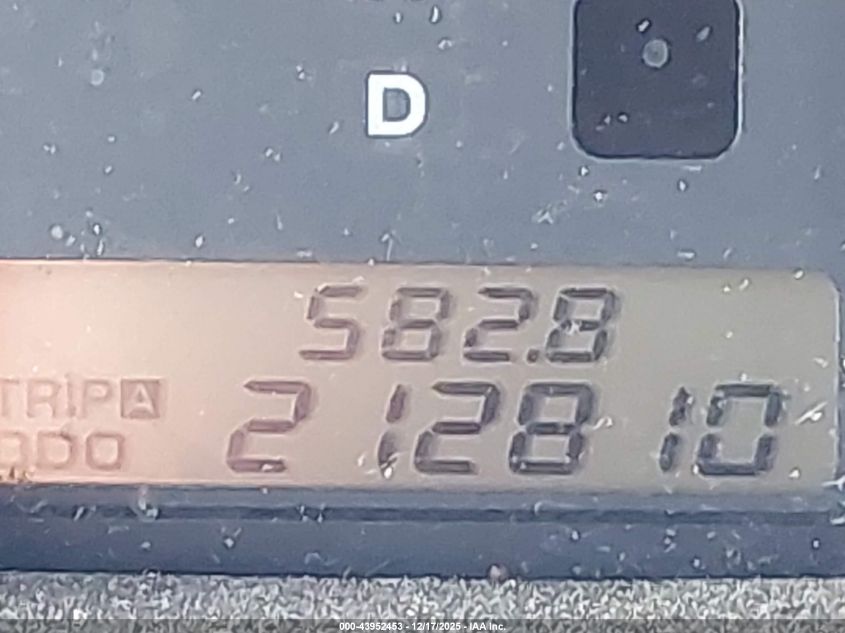 D
582.8
TRIP A
ODO 212810
000-43952453 - 12/17/2025 - IAA Inc.